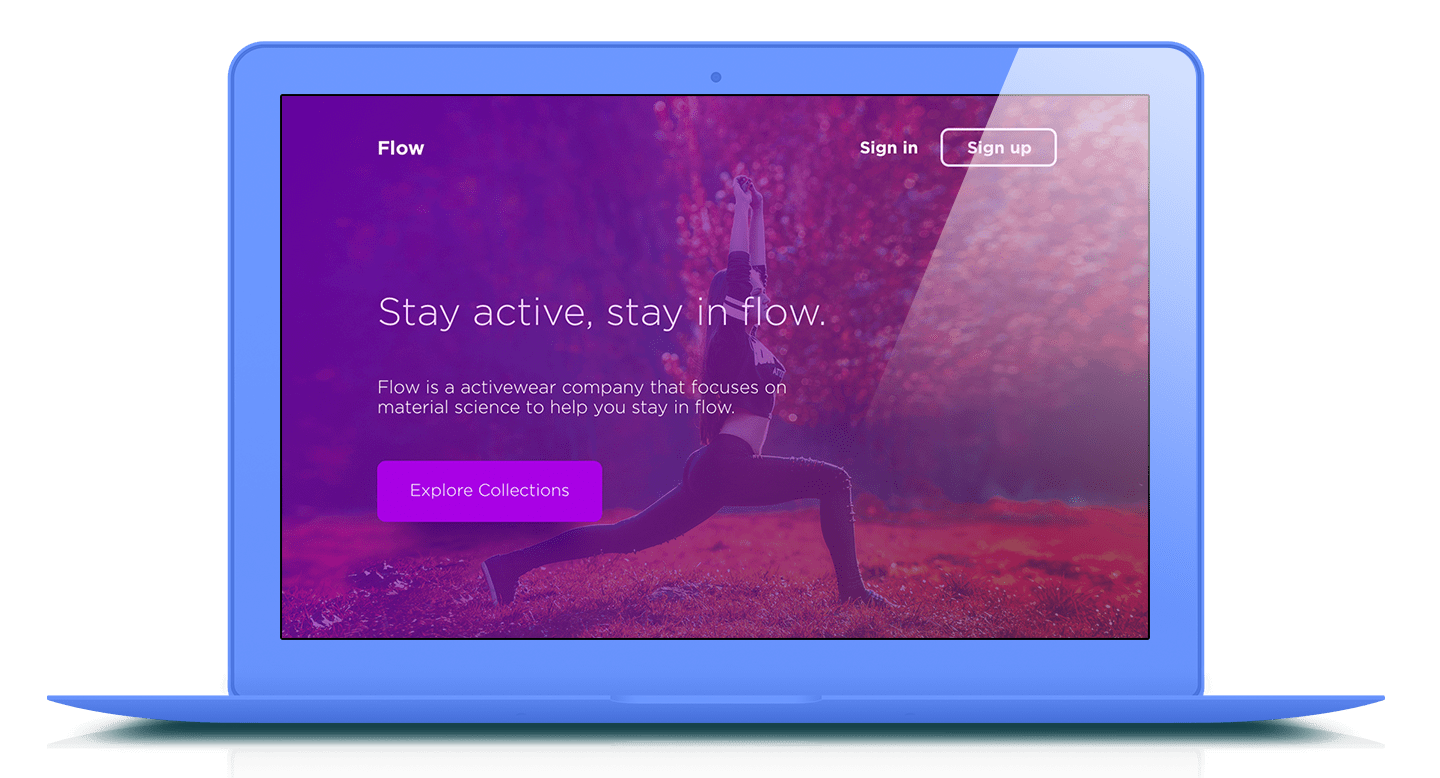 Flow
Sign in
Sign up
Stay active, stay in flow.
Flow is a activewear company that focuses on
material science to help you stay in flow.
Explore Collections